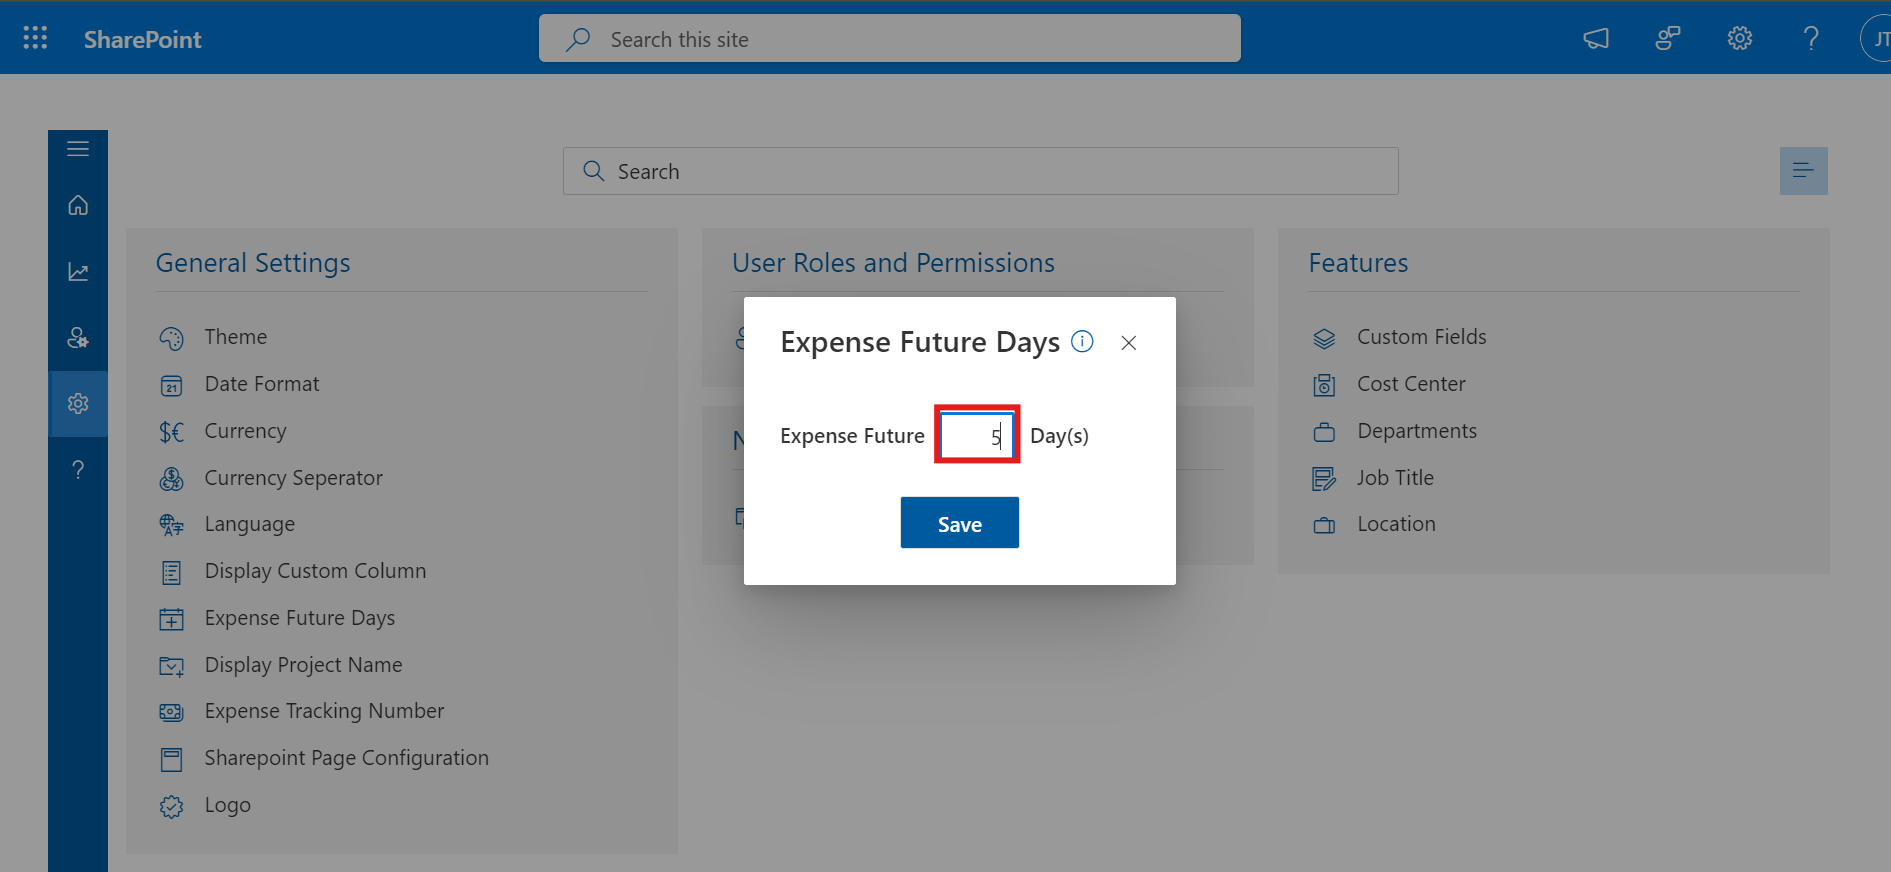 SharePoint
Search this site
JT
Search
General Settings
Theme
21
Date Format
Currency
Currency Seperator
Language
Display Custom Column
Expense Future Days
Display Project Name
Expense Tracking Number
Sharepoint Page Configuration
Logo
User Roles and Permissions
N
Expense Future Days
Expense Future 5 Day(s)
Save
Features
Custom Fields
Cost Center
Departments
Job Title
Location